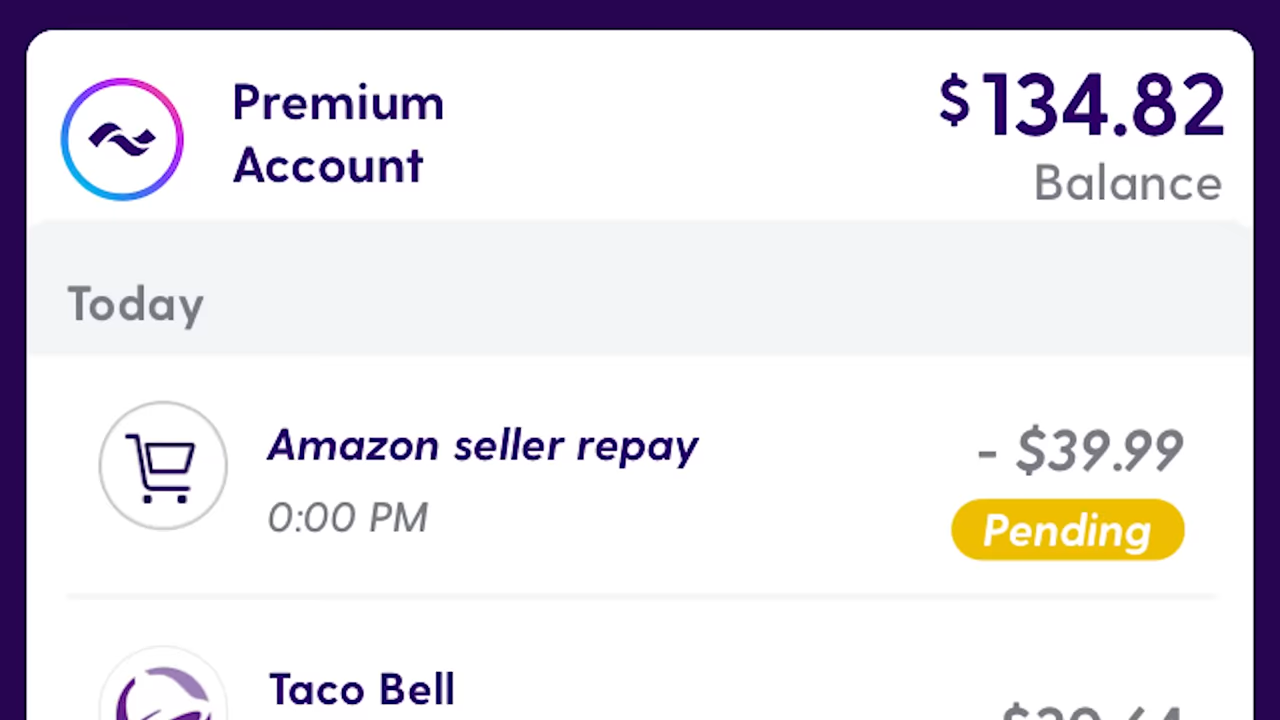 Premium
Account
$134.82
Balance
Today
Amazon seller repay
- $39.99
0:00 PM
Pending
Taco Bell